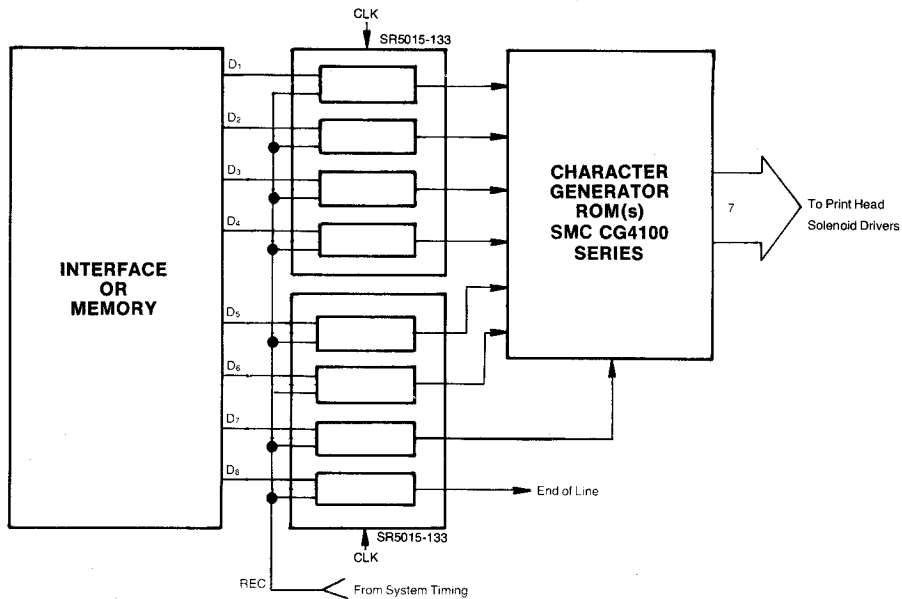 CLK
SR5015-133
D1
D2
D3
D4
INTERFACE
OR
MEMORY
D5
D6
D7
D8
CHARACTER
GENERATOR
ROM(s)
SMC CG4100
SERIES
7
To Print Head
Solenoid Drivers
End of Line
SR5015-133
CLK
REC
From System Timing